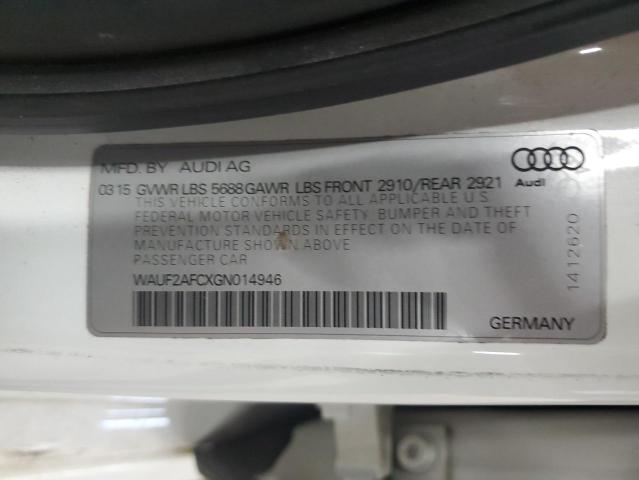 MFD. BY AUDI AG
0315 GVWR LBS 5688 GAWR LBS FRONT 2910/REAR 2921
Audi
THIS VEHICLE CONFORMS TO ALL APPLICABLE U.S.
FEDERAL MOTOR VEHICLE SAFETY, BUMPER AND THEFT
PREVENTION STANDARDS IN EFFECT ON THE DATE OF
MANUFACTURE SHOWN ABOVE
PASSENGER CAR
WAUF2AFCXGN014946
GERMANY
1412620